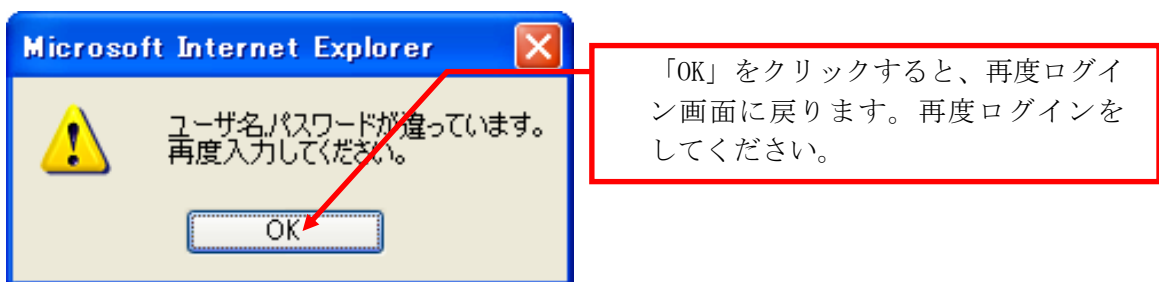 Microsoft Internet Explorer
ユーザ名,パスワードが違っています。
再度入力してください。
OK
「OK」をクリックすると、再度ログイ
ン画面に戻ります。再度ログインを
してください。